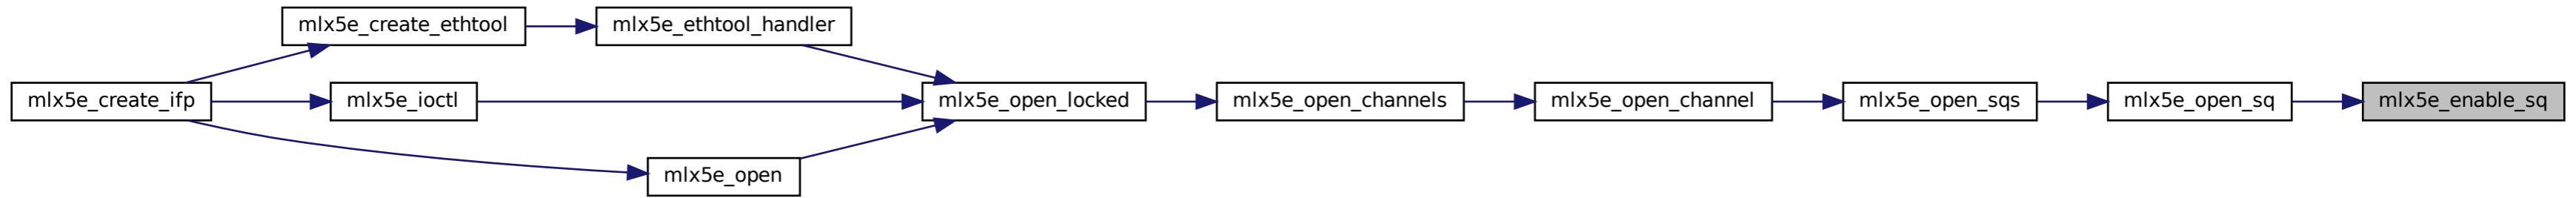 mlx5e_create_ethtool
mlx5e_ethtool_handler
mlx5e_create_ifp
mlx5e_ioctl
mlx5e_open_locked
mlx5e_open_channels
mlx5e_open_channel
mlx5e_open_sqs
mlx5e_open_sq
mlx5e_enable_sq
mlx5e_open